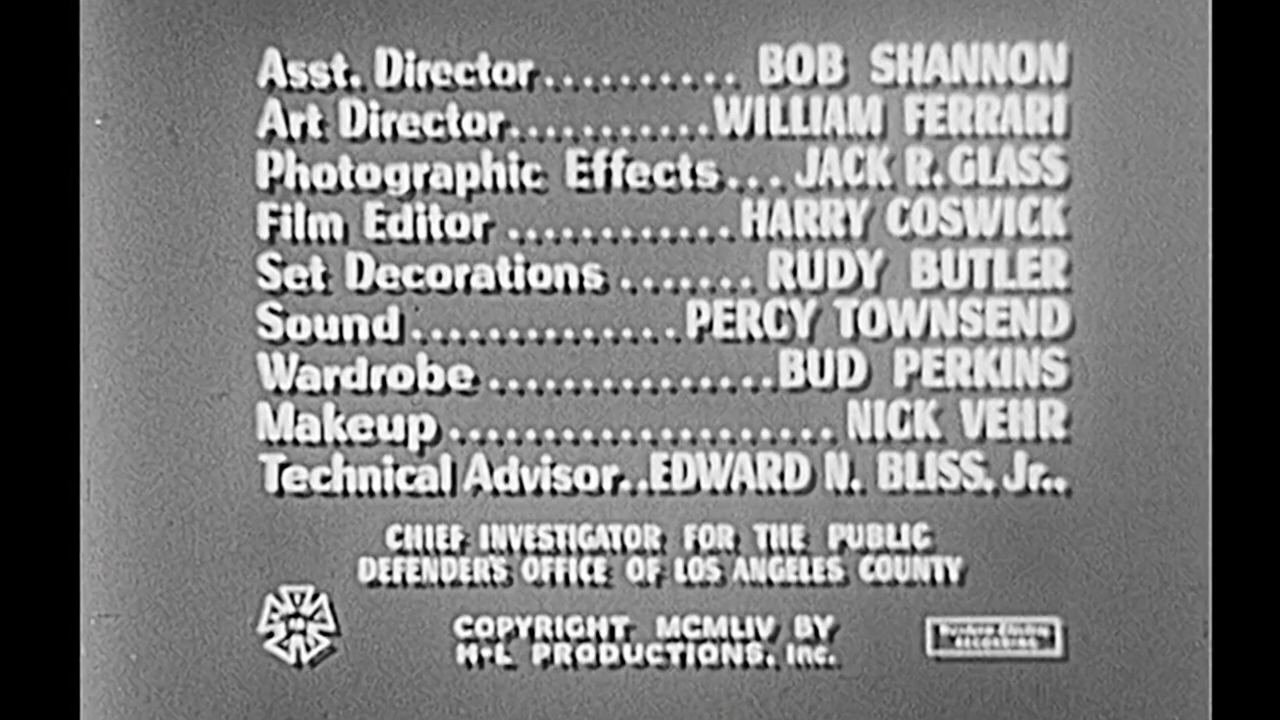 Asst. Director.......... BOB SHANNON
Art Director...........WILLIAM FERRARI
Photographic Effects... JACK R. GLASS
Film Editor ............HARRY COSWICK
Set Decorations ....... RUDY BUTLER
Sound ..............PERCY TOWNSEND
Wardrobe ...............BUD PERKINS
Makeup .................... NICK VEHR
Technical Advisor..EDWARD N. BLISS, Jr.,
CHIEF INVESTIGATOR FOR THE PUBLIC
DEFENDER'S OFFICE OF LOS ANGELES COUNTY
COPYRIGHT MCMLIV BY
H-L PRODUCTIONS, Inc.
RECORDING